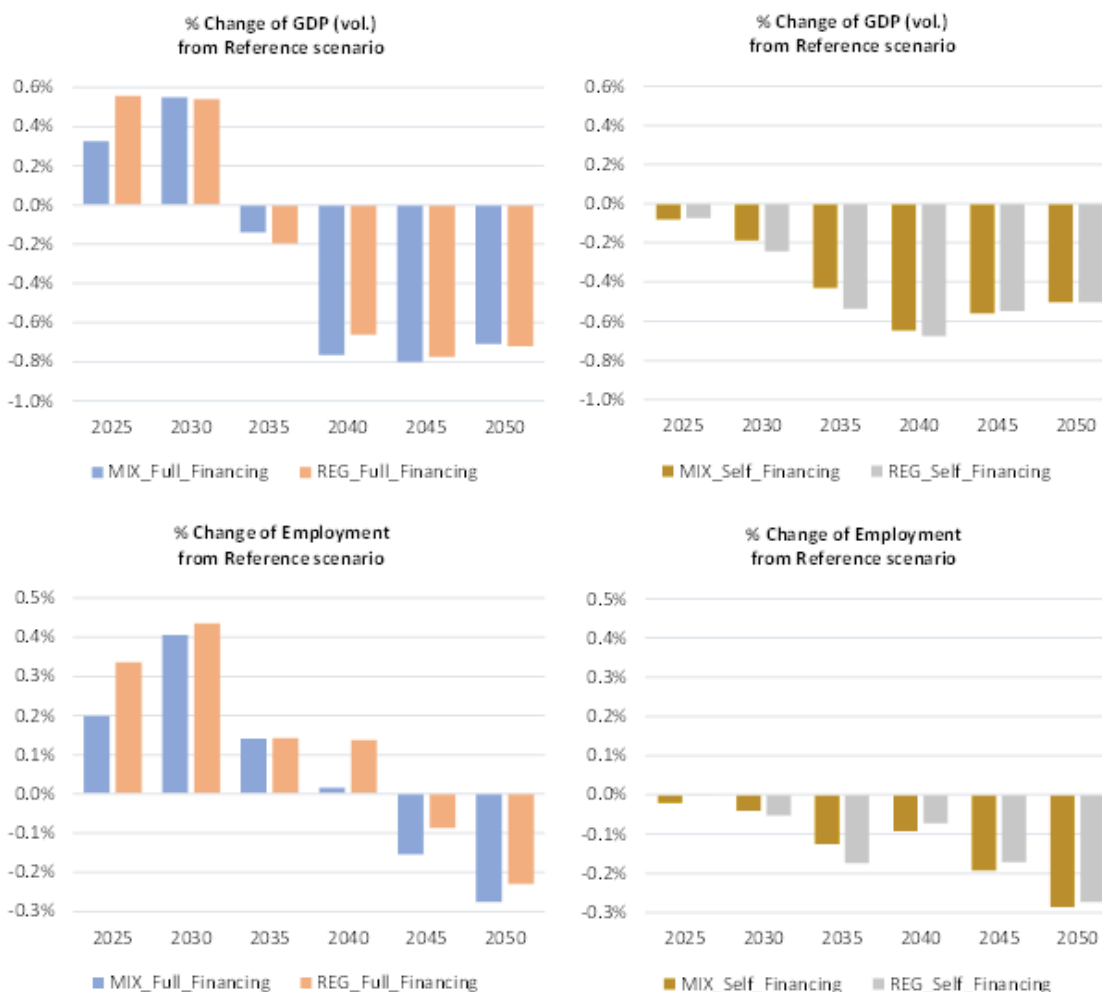 % Change of GDP (vol.)
from Reference scenario
0.6%
0.4%
0.2%
0.0%
-0.2%
-0.4%
-0.6%
-0.8%
-1.0%
2025 2030 2035 2040 2045 2050
MIX_Full_Financing REG_Full_Financing
% Change of GDP (vol.)
from Reference scenario
0.6%
0.4%
0.2%
0.0%
-0.2%
-0.4%
-0.6%
-0.8%
-1.0%
2025 2030 2035 2040 2045 2050
MIX_Self_Financing REG_Self_Financing
% Change of Employment
from Reference scenario
0.5%
0.4%
0.3%
0.2%
0.1%
0.0%
-0.1%
-0.2%
-0.3%
2025 2030 2035 2040 2045 2050
MIX_Full_Financing REG_Full_Financing
% Change of Employment
from Reference scenario
0.5%
0.4%
0.3%
0.2%
0.1%
0.0%
-0.1%
-0.2%
-0.3%
2025 2030 2035 2040 2045 2050
MIX_Self_Financing REG_Self_Financing